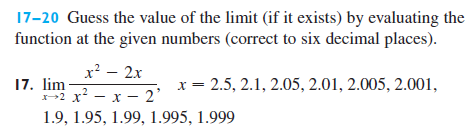 17–20 Guess the value of the limit (if it exists) by evaluating the
function at the given numbers (correct to six decimal places).
17. lim x→2 (x² − 2x)/(x² − x − 2), x = 2.5, 2.1, 2.05, 2.01, 2.005, 2.001,
1.9, 1.95, 1.99, 1.995, 1.999